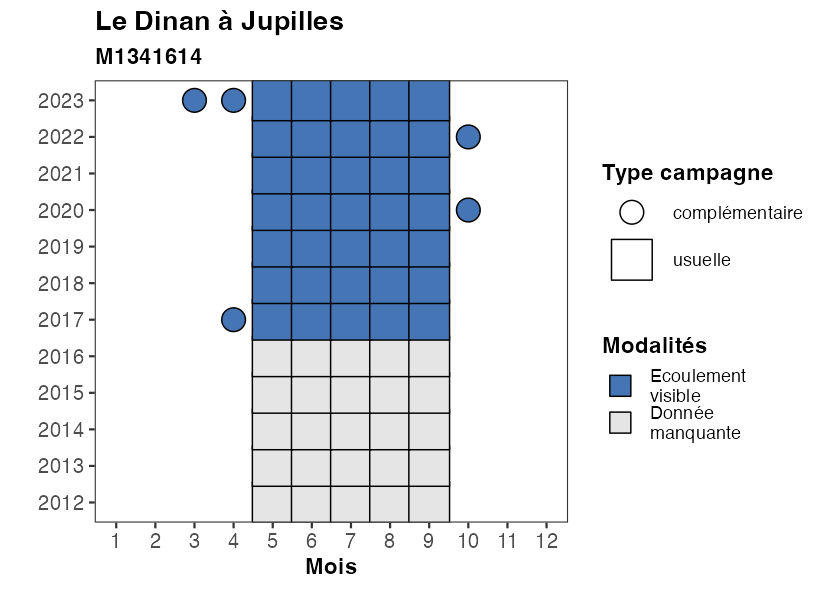 Le Dinan à Jupilles
M1341614
2023
2022
2021
2020
2019
2018
2017
2016
2015
2014
2013
2012
1 2 3 4 5 6 7 8 9 10 11 12
Mois
Type campagne
complémentaire
usuelle
Modalités
Ecoulement
visible
Donnée
manquante